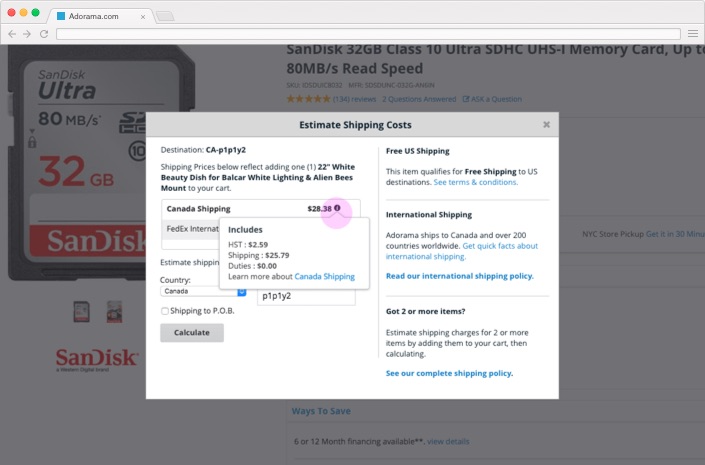 Adorama.com
SanDisk 32GB Class 10 Ultra SDHC UHS-I Memory Card, Up to
80MB/s Read Speed
(134) reviews 2 Questions Answered ASK a Question
SanDisk
Ultra
80 MB/s
10
32 GB
SanDis
SanDisk
a Western Digital brand
Estimate Shipping Costs
Destination: CA-p1p1y2
Shipping Prices below reflect adding one (1) 22" White
Beauty Dish for Balcar White Lighting & Alien Bees
Mount to your cart.
Canada Shipping $28.38
FedEx Internat
Includes
HST : $2.59
Shipping : $25.79
Duties : $0.00
Learn more about Canada Shipping
Estimate shippin
Country:
Canada
p1p1y2
Shipping to P.O.B.
Calculate
Free US Shipping
This item qualifies for Free Shipping to US
destinations. See terms & conditions.
International Shipping
Adorama ships to Canada and over 200
countries worldwide. Get quick facts about
international shipping.
Read our international shipping policy.
Got 2 or more items?
Estimate shipping charges for 2 or more
items by adding them to your cart, then
calculating.
See our complete shipping policy.
NYC Store Pickup Get it in 30 Minu
Ways To Save
6 or 12 Month financing available**. view details